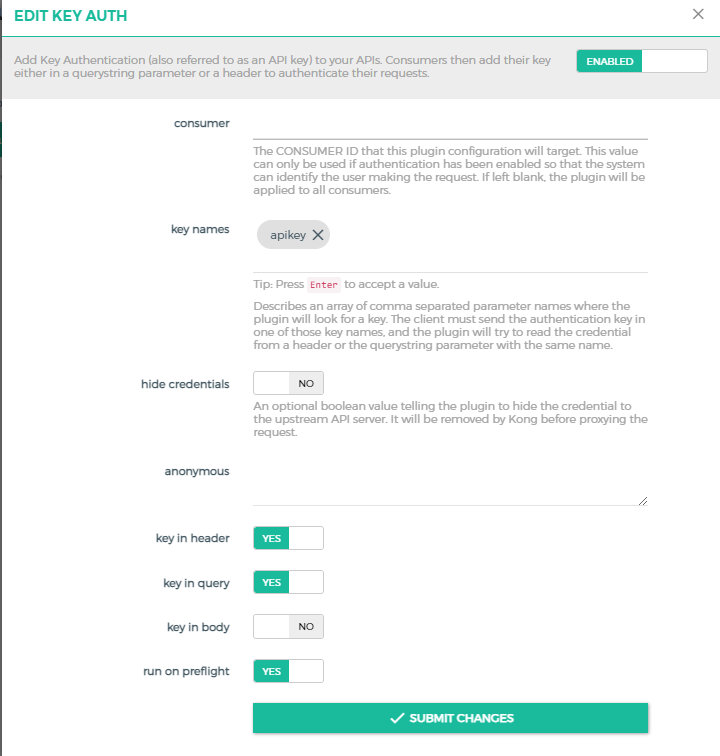 EDIT KEY AUTH
Add Key Authentication (also referred to as an API key) to your APIs. Consumers then add their key
either in a querystring parameter or a header to authenticate their requests.
ENABLED
consumer
The CONSUMER ID that this plugin configuration will target. This value
can only be used if authentication has been enabled so that the system
can identify the user making the request. If left blank, the plugin will be
applied to all consumers.
key names
apikey
Tip: Press Enter to accept a value.
Describes an array of comma separated parameter names where the
plugin will look for a key. The client must send the authentication key in
one of those key names, and the plugin will try to read the credential
from a header or the querystring parameter with the same name.
hide credentials
NO
An optional boolean value telling the plugin to hide the credential to
the upstream API server. It will be removed by Kong before proxying the
request.
anonymous
key in header
YES
key in query
YES
key in body
NO
run on preflight
YES
SUBMIT CHANGES